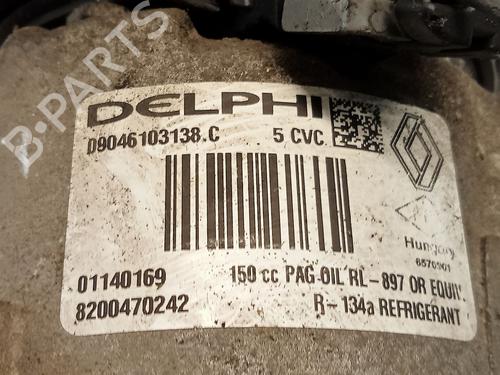 B-PARTS
DELPHI
D9046103138.C 5 CVC
Hungary
01140169 150 cc PAG OIL RL-897 OR EQUIV.
8200470242 R-134a REFRIGERANT